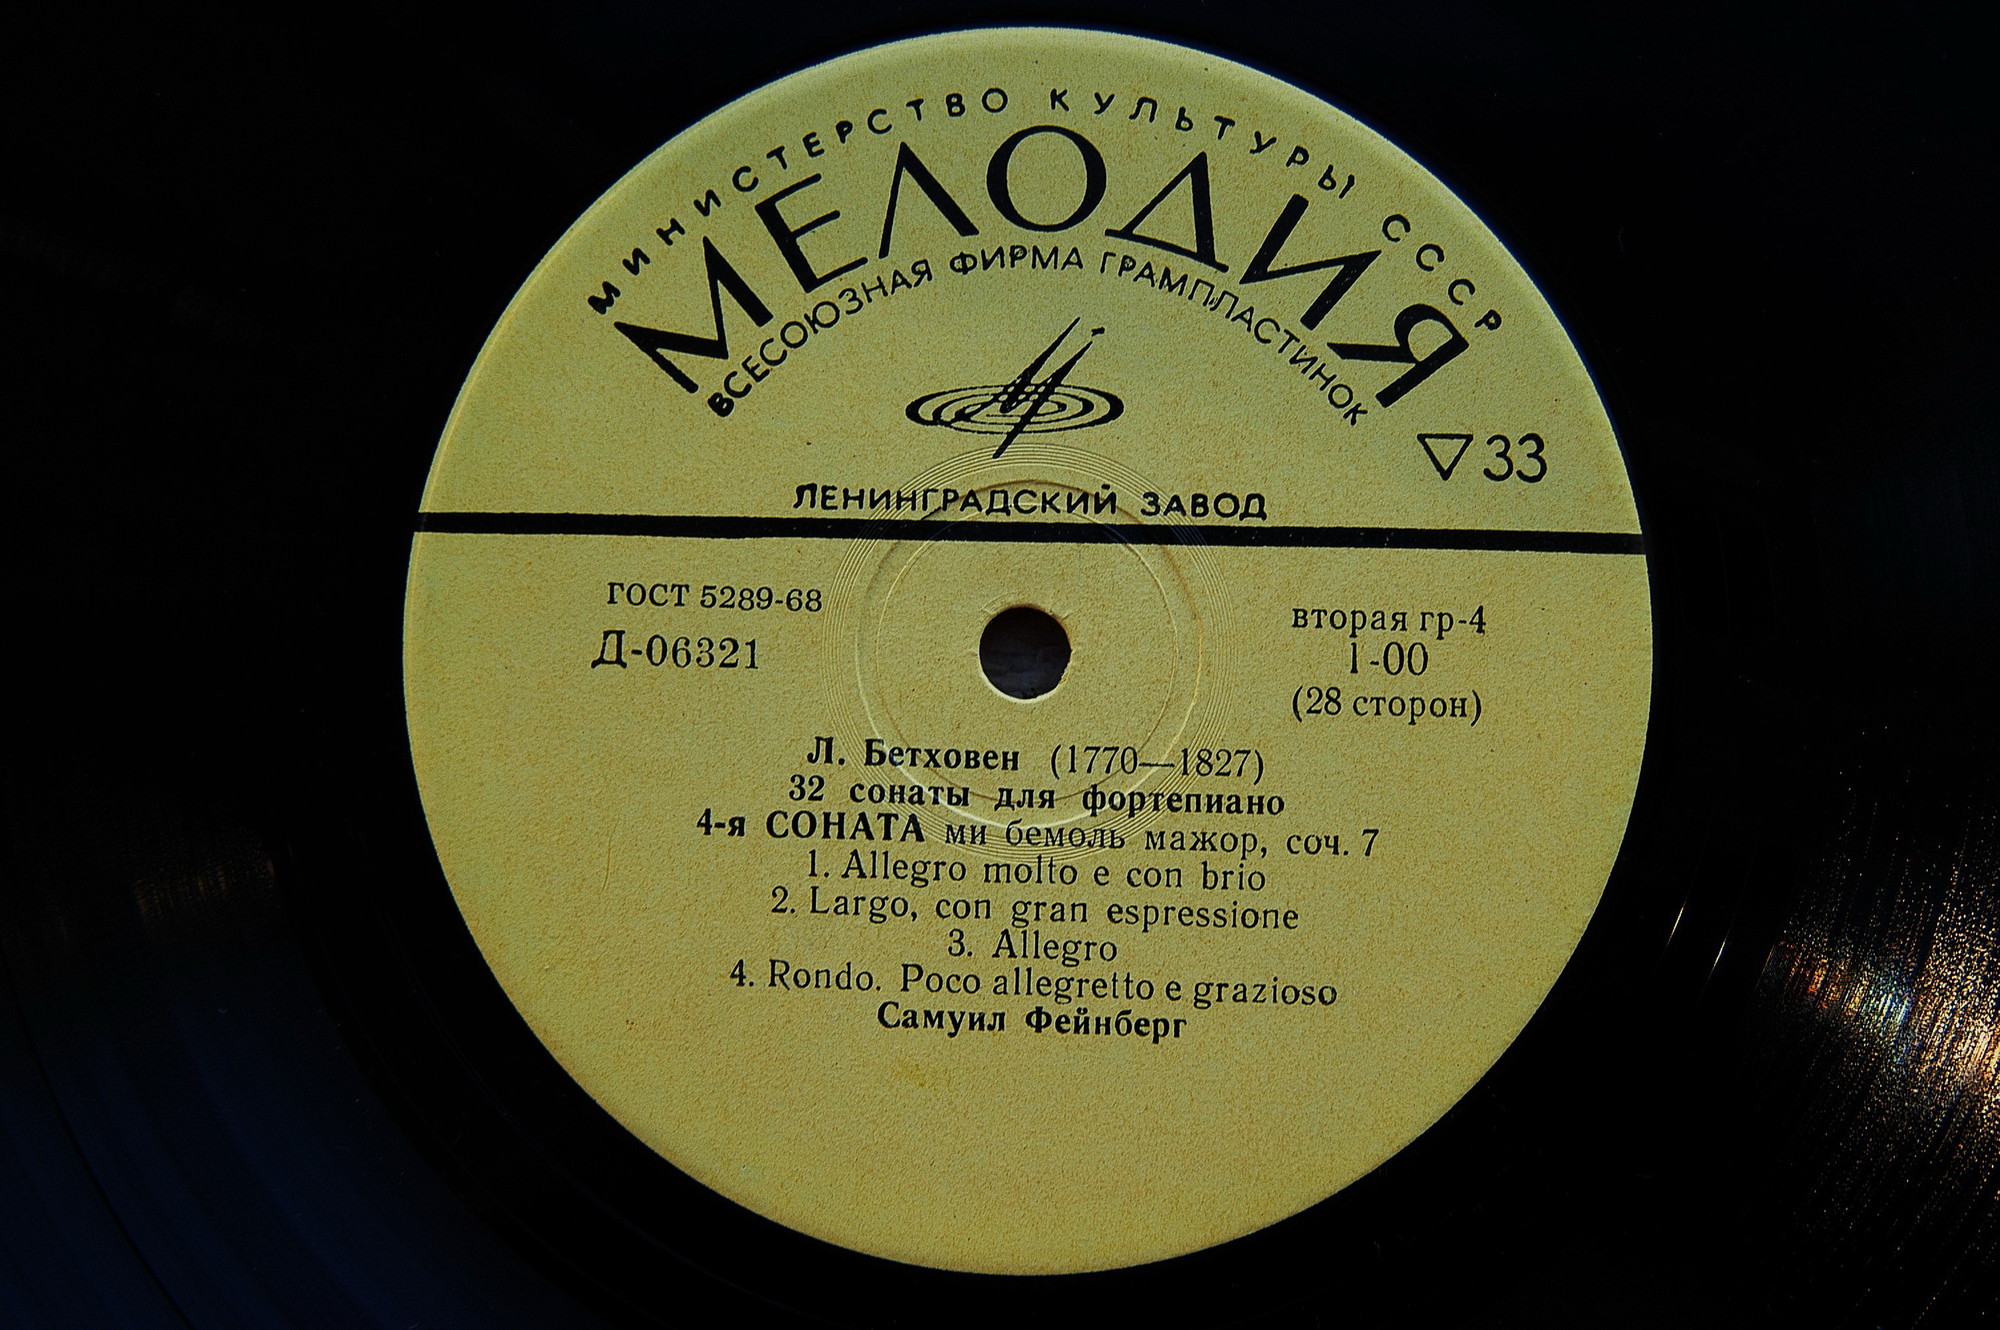 МИНИСТЕРСТВО КУЛЬТУРЫ СССР
МЕЛОДИЯ
ВСЕСОЮЗНАЯ ФИРМА ГРАМПЛАСТИНОК
▽33
ЛЕНИНГРАДСКИЙ ЗАВОД
ГОСТ 5289-68
Д-06321
вторая гр-4
1-00
(28 сторон)
Л. Бетховен (1770—1827)
32 сонаты для фортепиано
4-я СОНАТА ми бемоль мажор, соч. 7
1. Allegro molto e con brio
2. Largo, con gran espressione
3. Allegro
4. Rondo. Poco allegretto e grazioso
Самуил Фейнберг